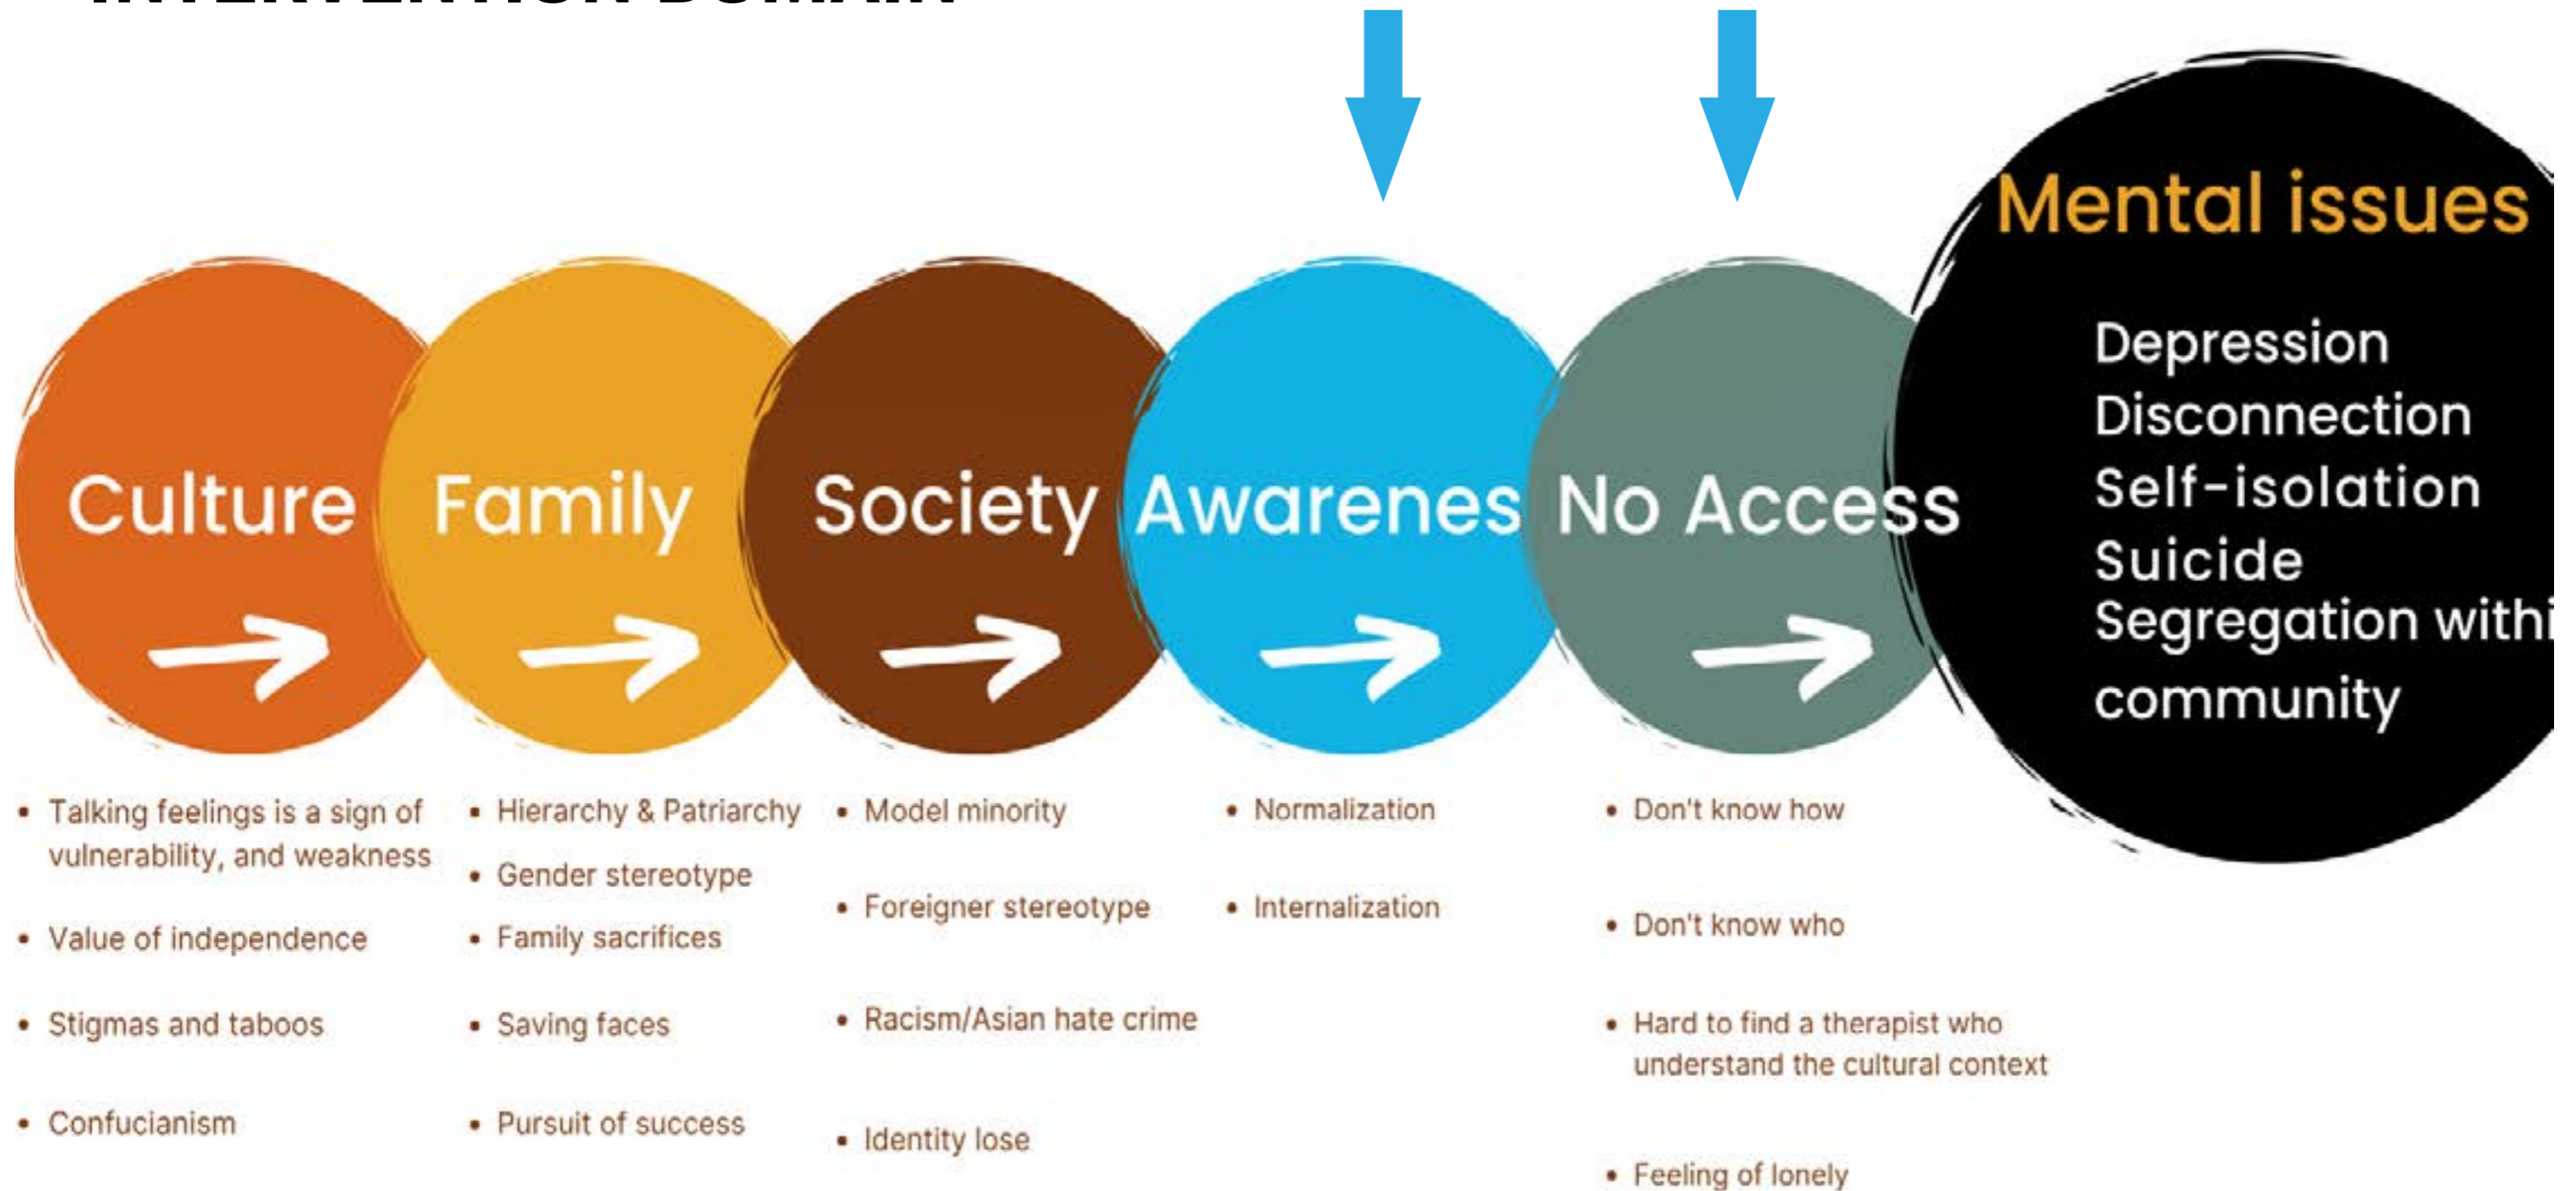 INTERVENTION DOMAIN
Culture
Family
Society
Awarenes
No Access
Mental issues
Depression
Disconnection
Self-isolation
Suicide
Segregation withi
community
• Talking feelings is a sign of
vulnerability, and weakness
• Value of independence
• Stigmas and taboos
• Confucianism
• Hierarchy & Patriarchy
• Gender stereotype
• Family sacrifices
• Saving faces
• Pursuit of success
• Model minority
• Foreigner stereotype
• Racism/Asian hate crime
• Identity lose
• Normalization
• Internalization
• Don't know how
• Don't know who
• Hard to find a therapist who
understand the cultural context
• Feeling of lonely